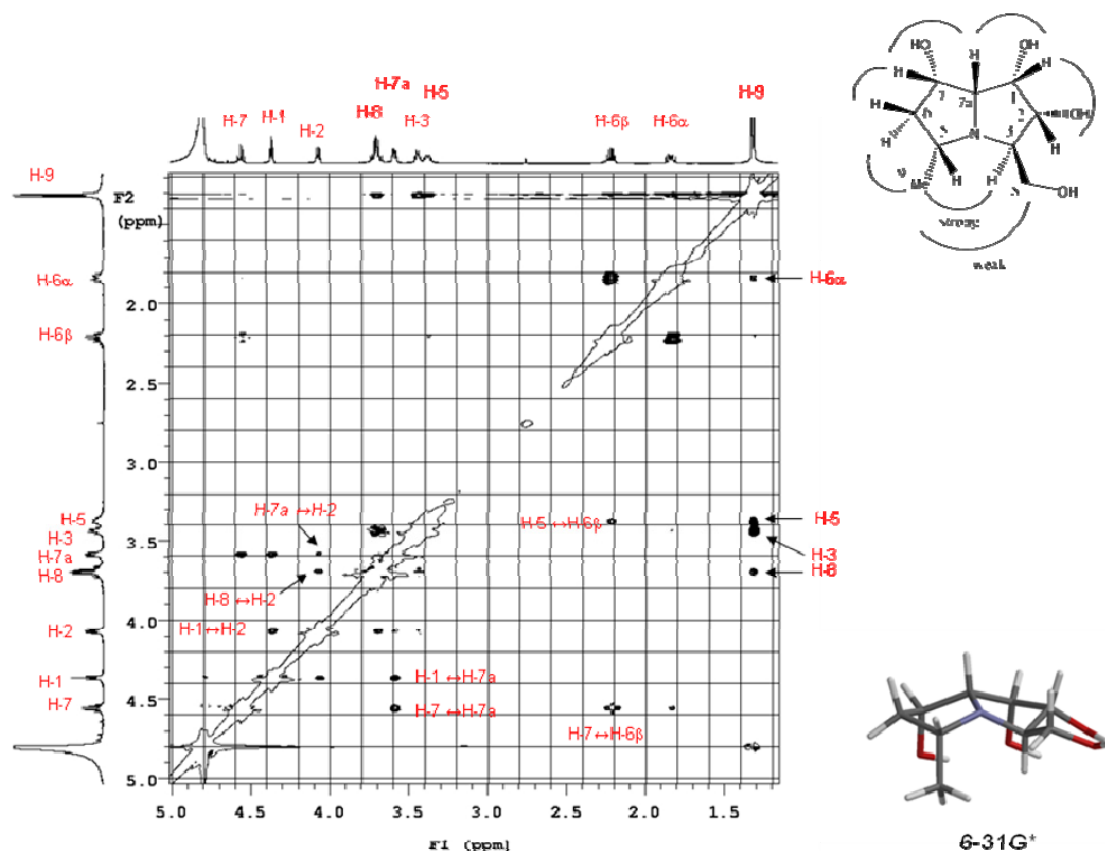 H-7a
H-5
H-9
H-8
H-7
H-1
H-2
H-3
H-6β
H-6α
HO
H
OH
H
H
7
7a
1
H
2
OH
H
5
N
3
H
9
Me
H
H
OH
strong
weak
H-9
F2
(ppm)
H-6α
H-6α
2.0
H-6β
2.5
3.0
H-5
H-7a ↔H-2
H-5 ↔H-6β
H-5
H-3
3.5
H-3
H-7a
H-8
H-8
H-8 ↔H-2
4.0
H-2
H-1↔H-2
H-1
H-1 ↔H-7a
4.5
H-7
H-7 ↔H-7a
H-7↔H-6β
5.0
5.0
4.5
4.0
3.5
3.0
2.5
2.0
1.5
F1 (ppm)
6-31G*